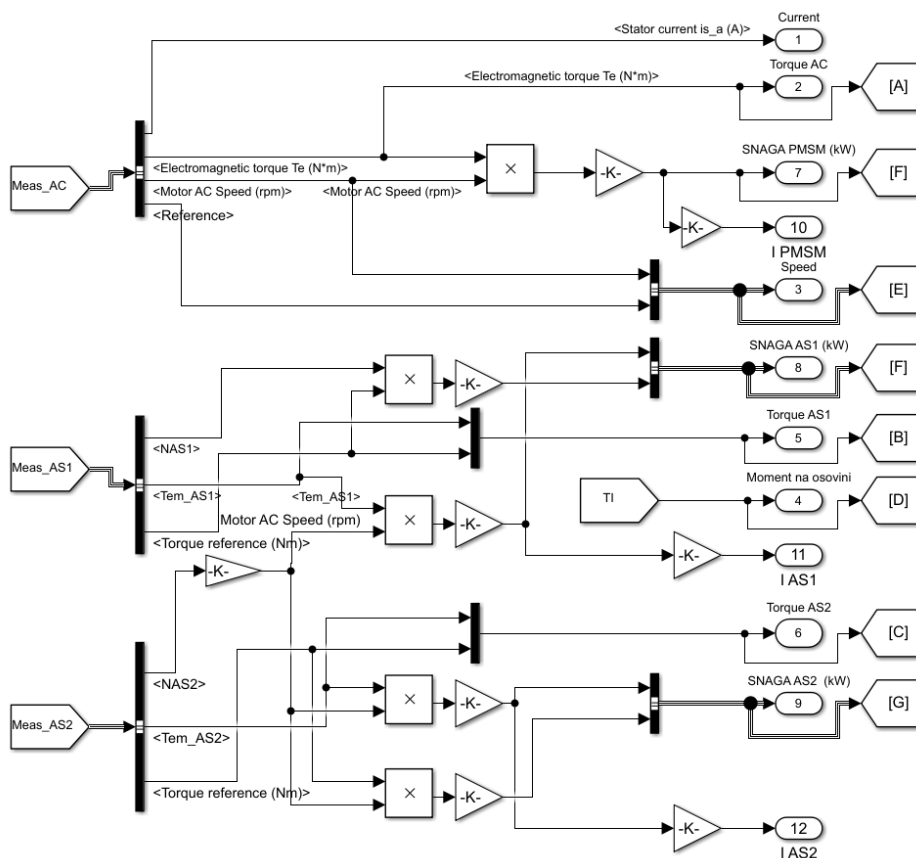 Current
<Stator current is_a (A)>
1
Torque AC
<Electromagnetic torque Te (N*m)>
2
[A]
Meas_AC
<Electromagnetic torque Te (N*m)>
<Motor AC Speed (rpm)>
<Motor AC Speed (rpm)>
<Reference>
×
-K-
SNAGA PMSM (kW)
7
[F]
-K-
10
I PMSM
Speed
3
[E]
SNAGA AS1 (kW)
8
[F]
×
-K-
Torque AS1
5
[B]
<NAS1>
Meas_AS1
<Tem_AS1>
<Tem_AS1>
Motor AC Speed (rpm)
<Torque reference (Nm)>
×
-K-
TI
Moment na osovini
4
[D]
-K-
11
I AS1
-K-
Torque AS2
6
[C]
<NAS2>
Meas_AS2
<Tem_AS2>
<Torque reference (Nm)>
×
-K-
SNAGA AS2 (kW)
9
[G]
×
-K-
-K-
12
I AS2